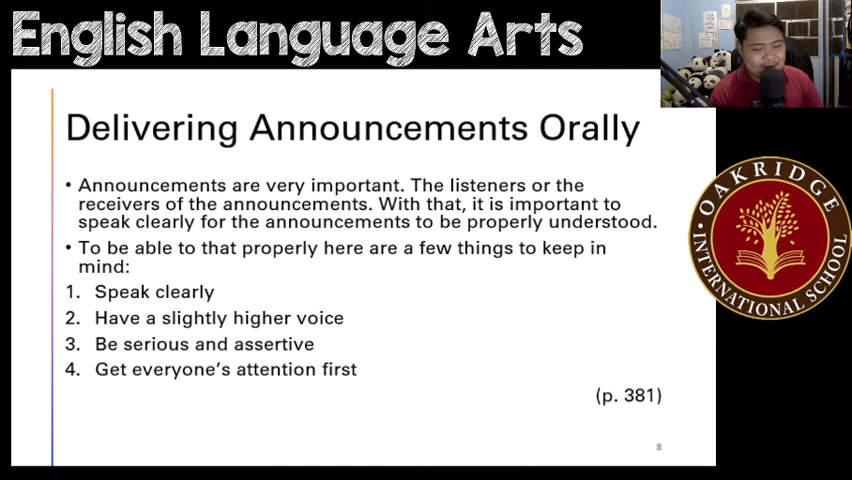 English Language Arts
Delivering Announcements Orally
• Announcements are very important. The listeners or the
receivers of the announcements. With that, it is important to
speak clearly for the announcements to be properly understood.
• To be able to that properly here are a few things to keep in
mind:
1. Speak clearly
2. Have a slightly higher voice
3. Be serious and assertive
4. Get everyone's attention first
(p. 381)
8
OAKRIDGE
INTERNATIONAL SCHOOL